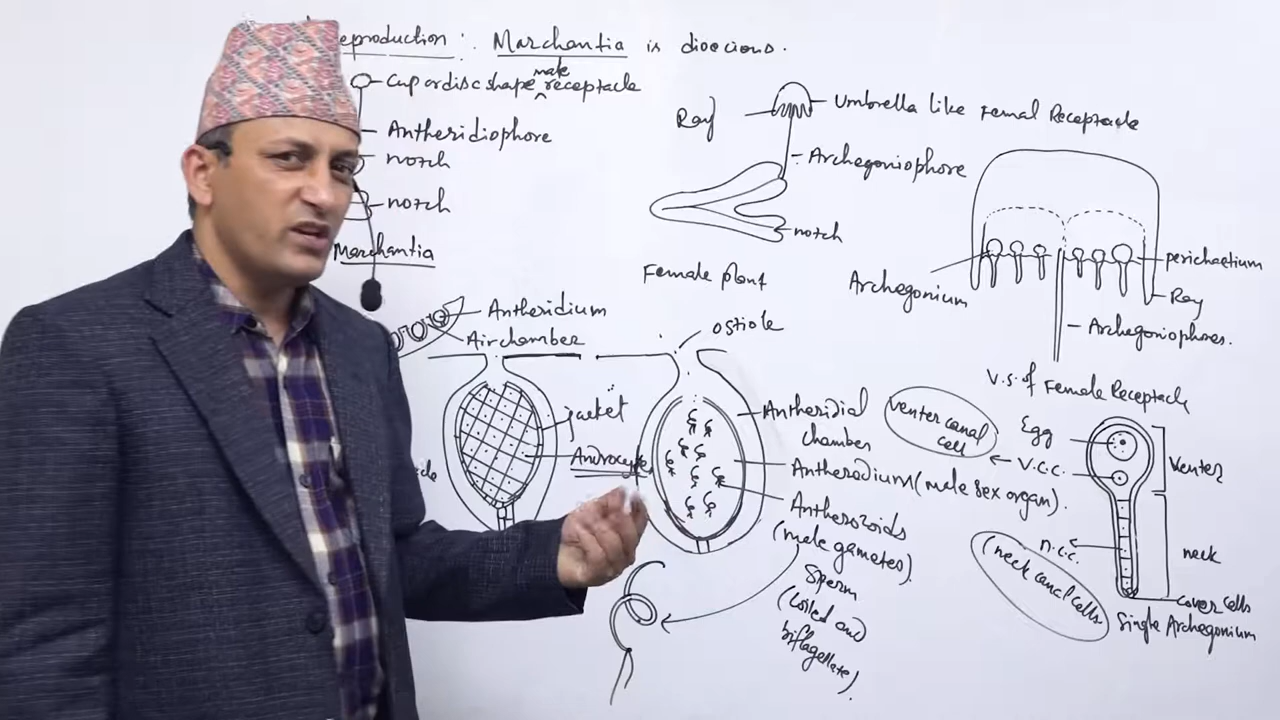 eproduction : Marchantia is dioecious.
cup or disc shape male receptacle
Antheridiophore
notch
notch
Marchantia
Ray
Umbrella like Femal Receptacle
Archegoniophore
notch
Female plant
Archegonium
perichaetium
Ray
Archegoniophores.
V.S. of Female Receptacle
Antheridium
Air chamber
jacket
Androcytes
ostiole
Antheridial
chamber
Antherodium (male sex organ).
Antherozoids
(male gametes).
Sperm
(coiled and
biflagellate).
Venter canal
cell
Egg
V.C.C.
Venter
n.c.c.
(neck canal cells)
neck
cover cells
Single Archegonium